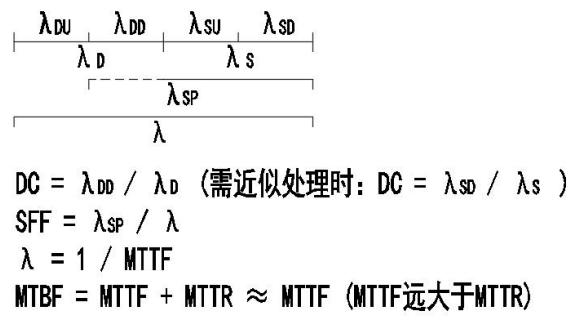 λDU λDD λSU λSD
λD λS
λSP
λ
DC = λDD / λD (需近似处理时: DC = λSD / λS )
SFF = λSP / λ
λ = 1 / MTTF
MTBF = MTTF + MTTR ≈ MTTF (MTTF远大于MTTR)